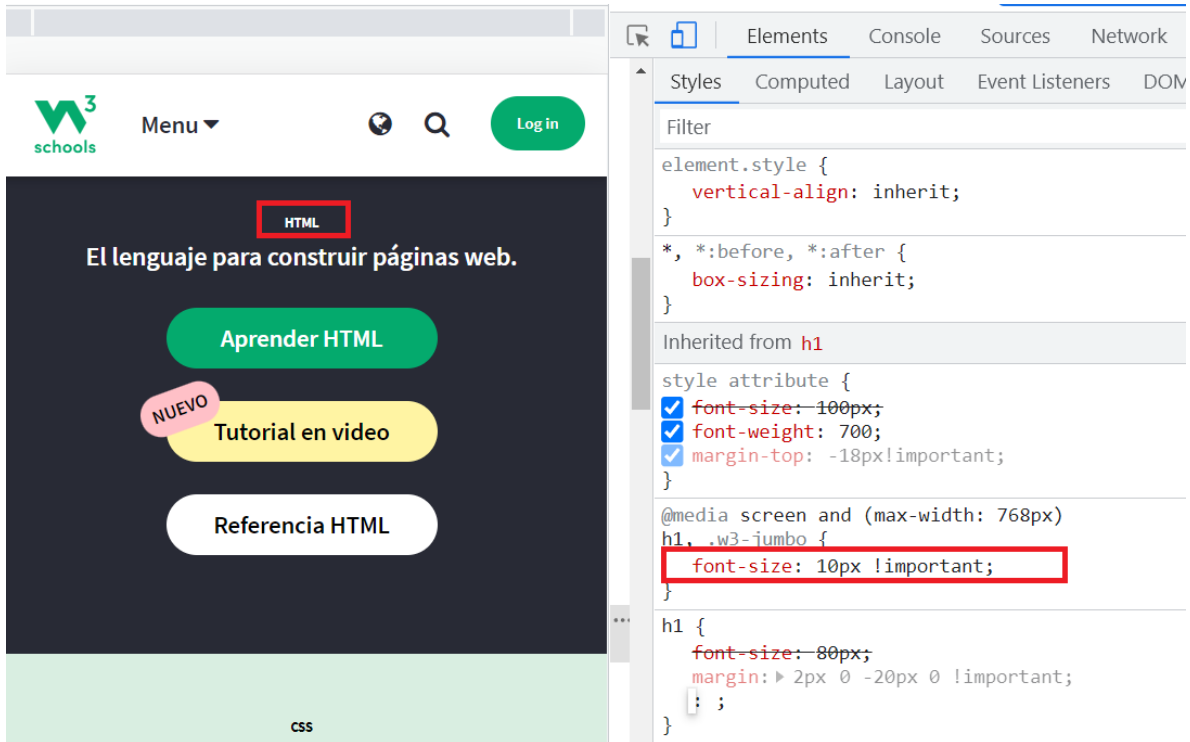 3
schools
Menu
Log in
HTML
El lenguaje para construir páginas web.
Aprender HTML
NUEVO
Tutorial en video
Referencia HTML
CSS
Elements Console Sources Network
Styles Computed Layout Event Listeners DOM
Filter
element.style {
vertical-align: inherit;
}
*, *:before, *:after {
box-sizing: inherit;
}
Inherited from h1
style attribute {
font-size: 100px;
font-weight: 700;
margin-top: -18px!important;
}
@media screen and (max-width: 768px)
h1, .w3-jumbo {
font-size: 10px !important;
}
h1 {
font-size: 80px;
margin: 2px 0 -20px 0 !important;
: ;
}